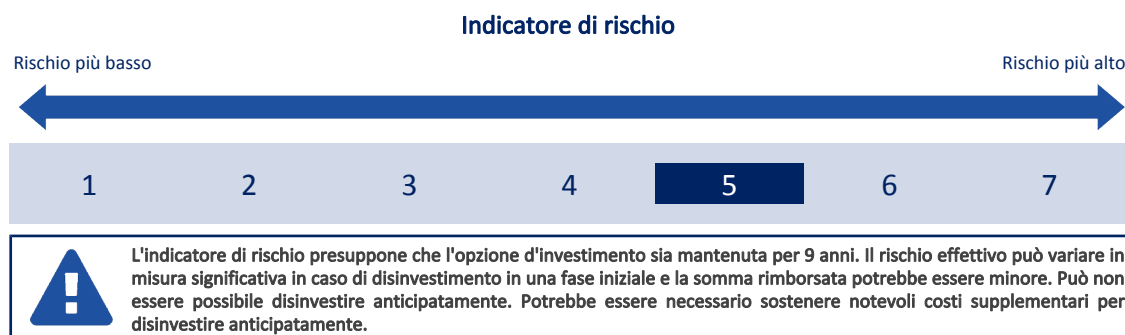 Indicatore di rischio
Rischio più basso Rischio più alto
1 2 3 4 5 6 7
L'indicatore di rischio presuppone che l'opzione d'investimento sia mantenuta per 9 anni. Il rischio effettivo può variare in
misura significativa in caso di disinvestimento in una fase iniziale e la somma rimborsata potrebbe essere minore. Può non
essere possibile disinvestire anticipatamente. Potrebbe essere necessario sostenere notevoli costi supplementari per
disinvestire anticipatamente.